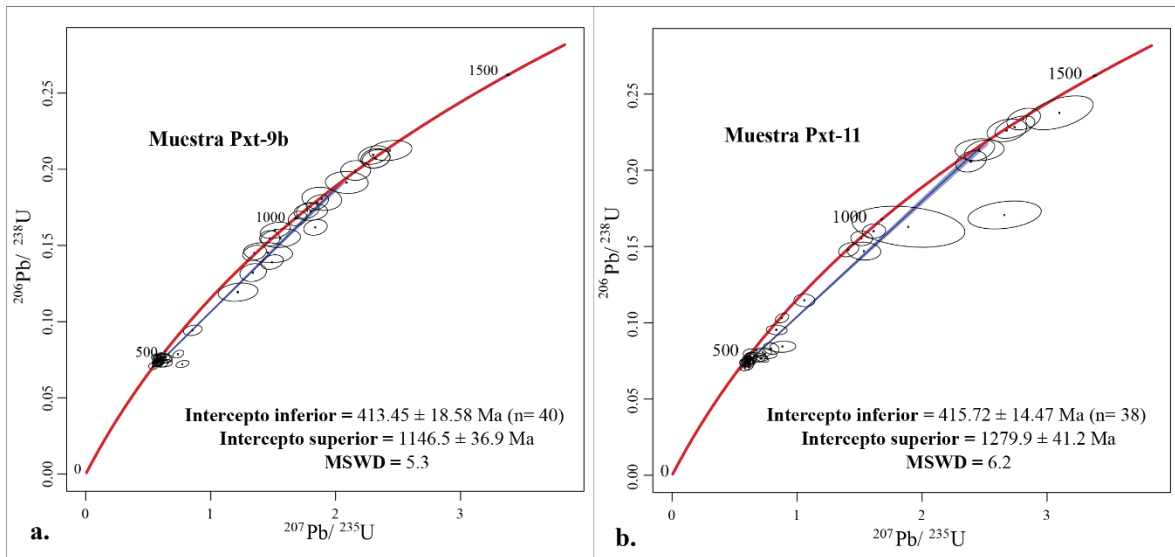 0.25
0.20
0.15
0.10
0.05
0.00
²⁰⁶Pb/ ²³⁸U
Muestra Pxt-9b
1500
1000
500
0
Intercepto inferior = 413.45 ± 18.58 Ma (n= 40)
Intercepto superior = 1146.5 ± 36.9 Ma
MSWD = 5.3
0 1 2 3
a.
²⁰⁷Pb/ ²³⁵U
0.25
0.20
0.15
0.10
0.05
0.00
²⁰⁶Pb/ ²³⁸U
Muestra Pxt-11
1500
1000
500
0
Intercepto inferior = 415.72 ± 14.47 Ma (n= 38)
Intercepto superior = 1279.9 ± 41.2 Ma
MSWD = 6.2
0 1 2 3
b.
²⁰⁷Pb/ ²³⁵U